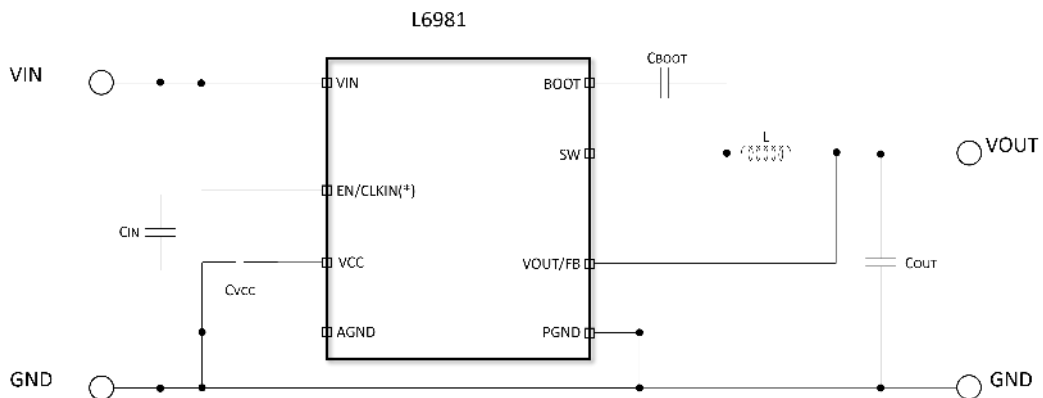 L6981
CBOOT
VIN
VIN
BOOT
L
VOUT
SW
EN/CLKIN(*)
CIN
VCC
VOUT/FB
COUT
CVCC
AGND
PGND
GND
GND